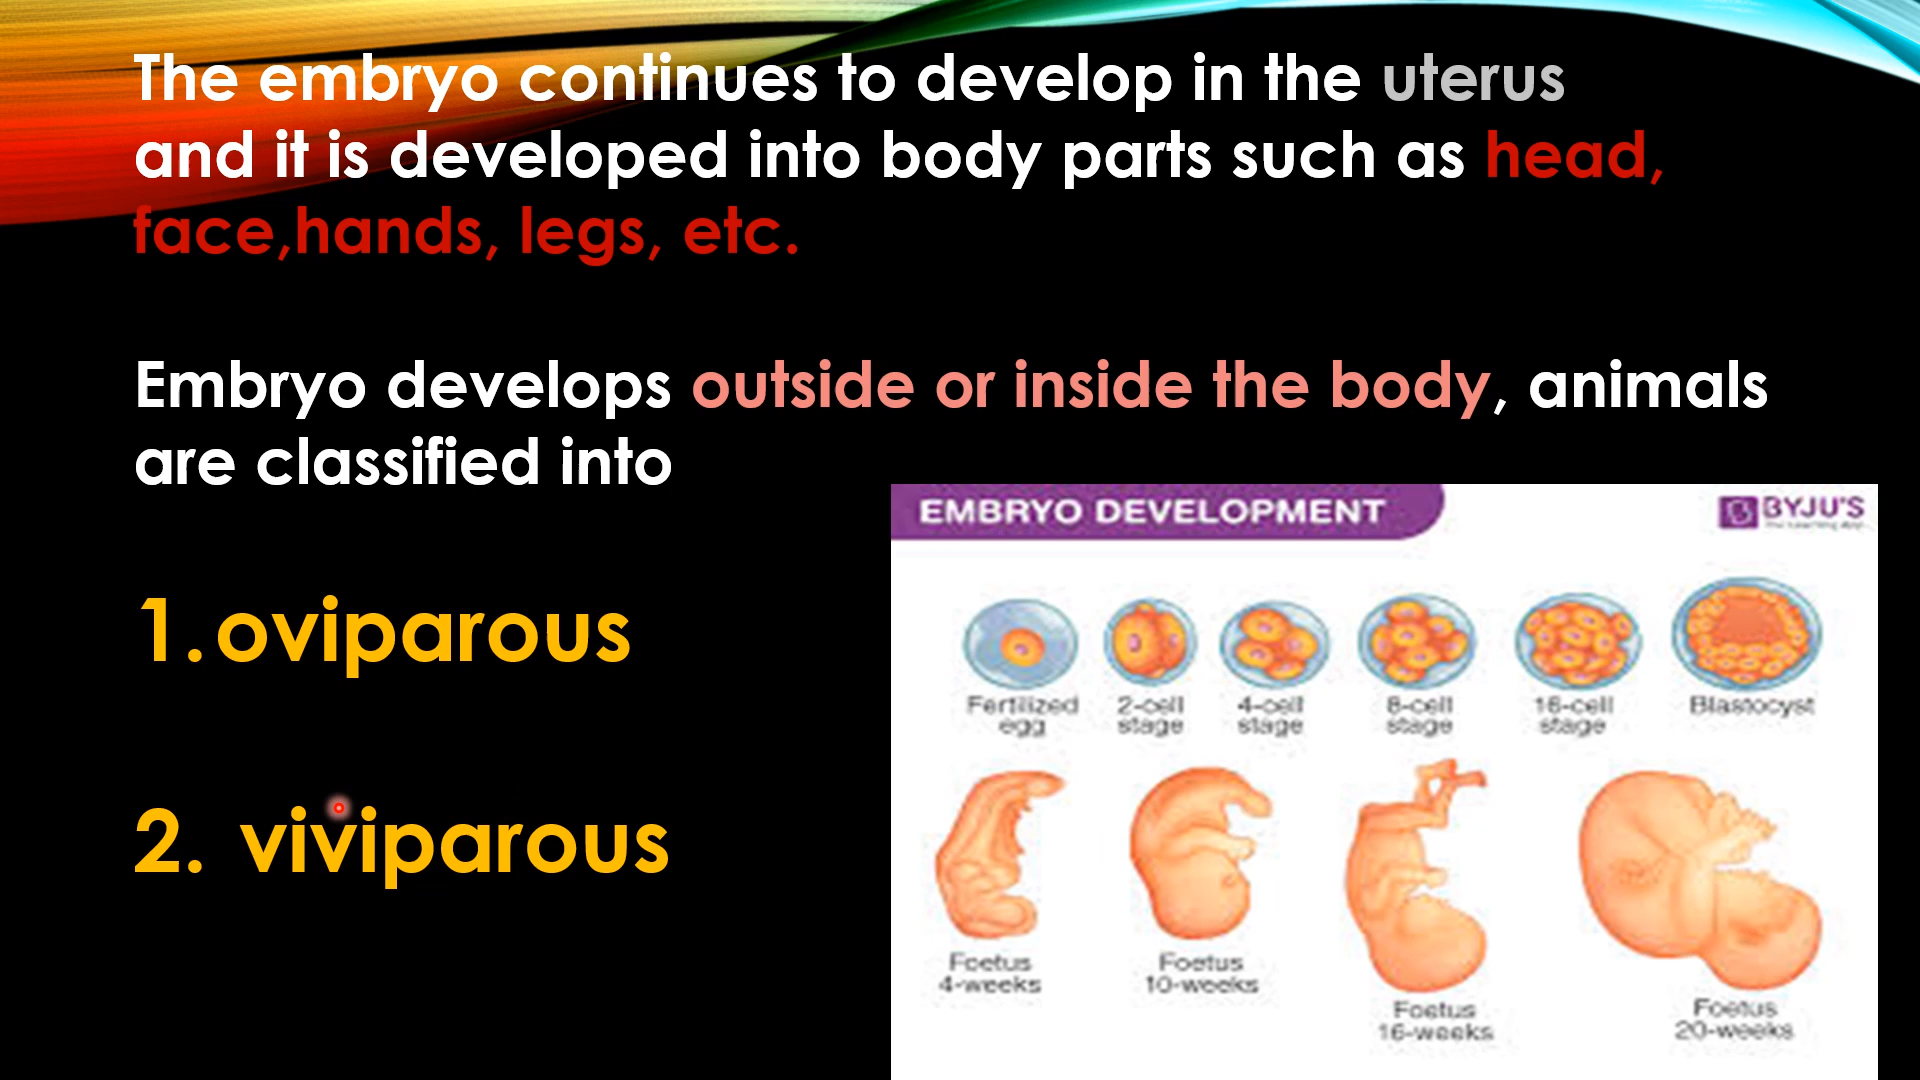 The embryo continues to develop in the uterus
and it is developed into body parts such as head,
face,hands, legs, etc.
Embryo develops outside or inside the body, animals
are classified into
1. oviparous
2. viviparous
EMBRYO DEVELOPMENT
BYJU'S
The Learning App
Fertilized
egg
2-cell
stage
4-cell
stage
8-cell
stage
16-cell
stage
Blastocyst
Foetus
4-weeks
Foetus
10-weeks
Foetus
16-weeks
Foetus
20-weeks